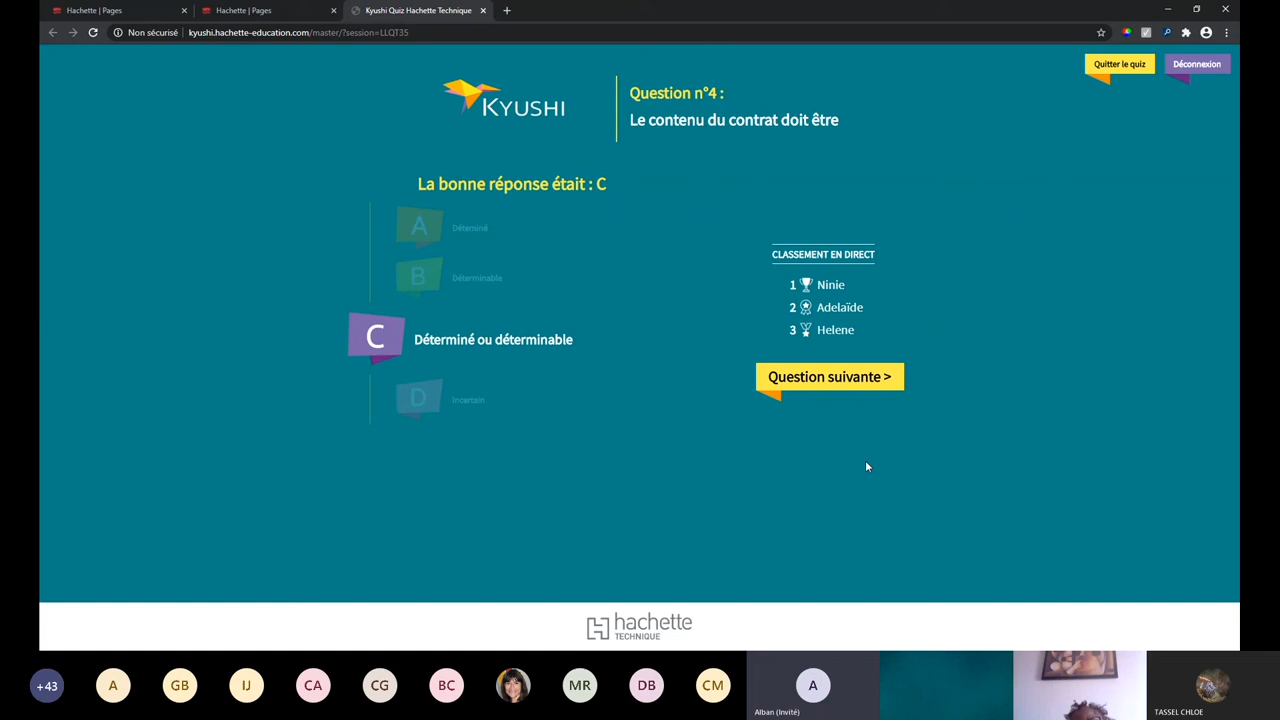 Hachette | Pages
Hachette | Pages
Kyushi Quiz Hachette Technique
Non sécurisé
kyushi.hachette-education.com/master/?session=LLQT35
Quitter le quiz
Déconnexion
KYUSHI
Question n°4 :
Le contenu du contrat doit être
La bonne réponse était : C
A
Déteminé
B
Déterminable
C
Déterminé ou déterminable
D
Incertain
CLASSEMENT EN DIRECT
1 Ninie
2 Adelaïde
3 Helene
Question suivante >
hachette
TECHNIQUE
+43
A
GB
IJ
CA
CG
BC
MR
DB
CM
A
Alban (Invité)
TASSEL CHLOE